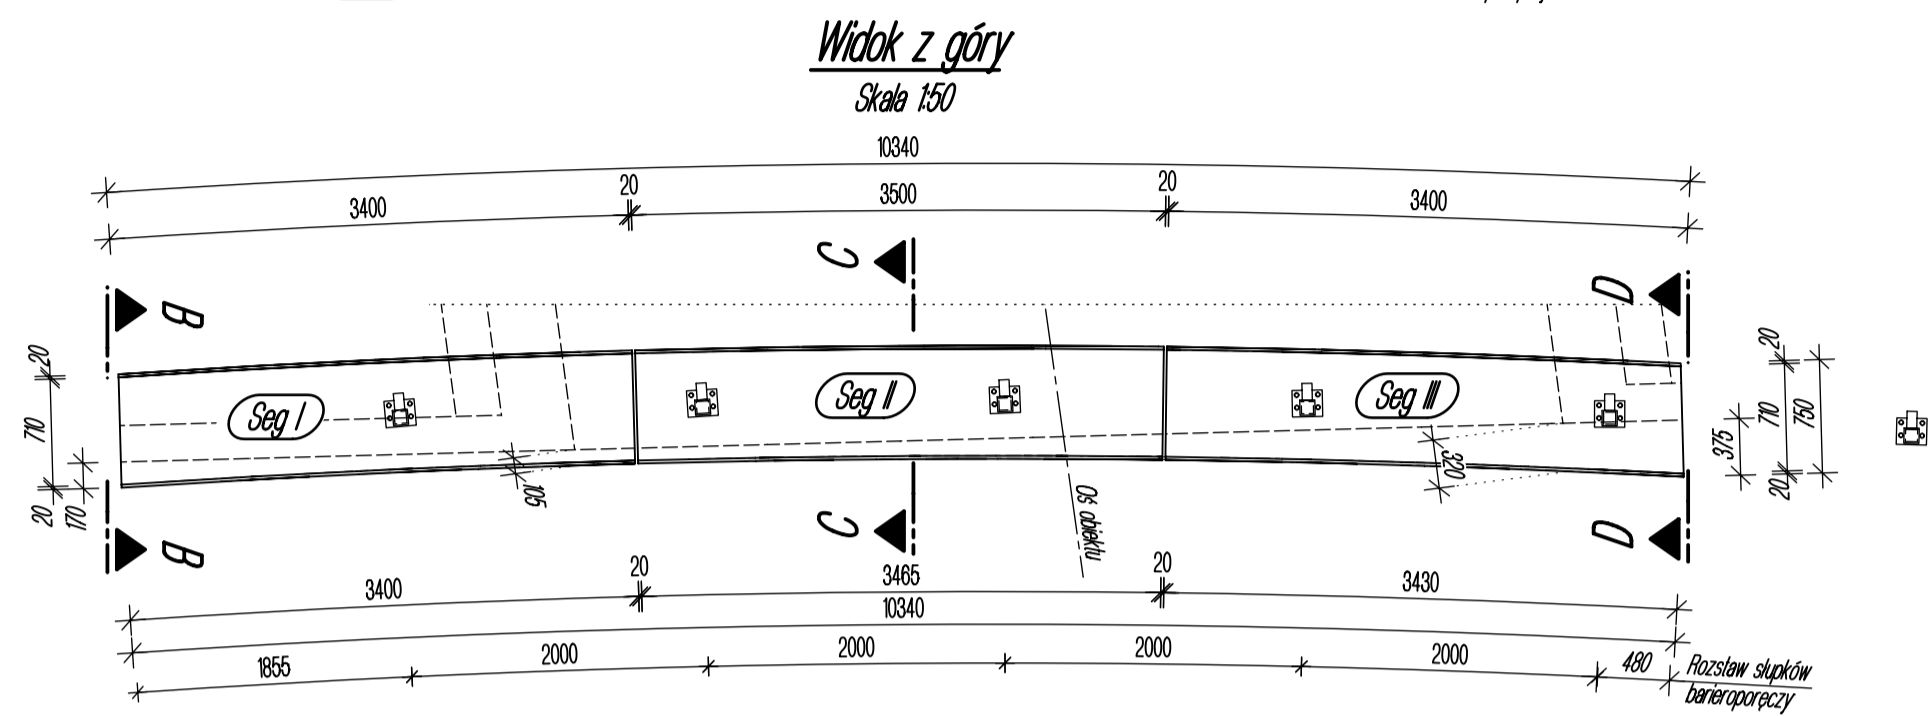 Widok z góry
Skala 1:50
10340
3400
20
3500
20
3400
C
B
D
20
710
20
170
Seg I
Seg II
Seg III
105
320
Oś obiektu
375
20
710
20
750
B
C
D
3400
20
3465
20
3430
10340
1855
2000
2000
2000
2000
480
Rozstaw słupków
barieroporęczy